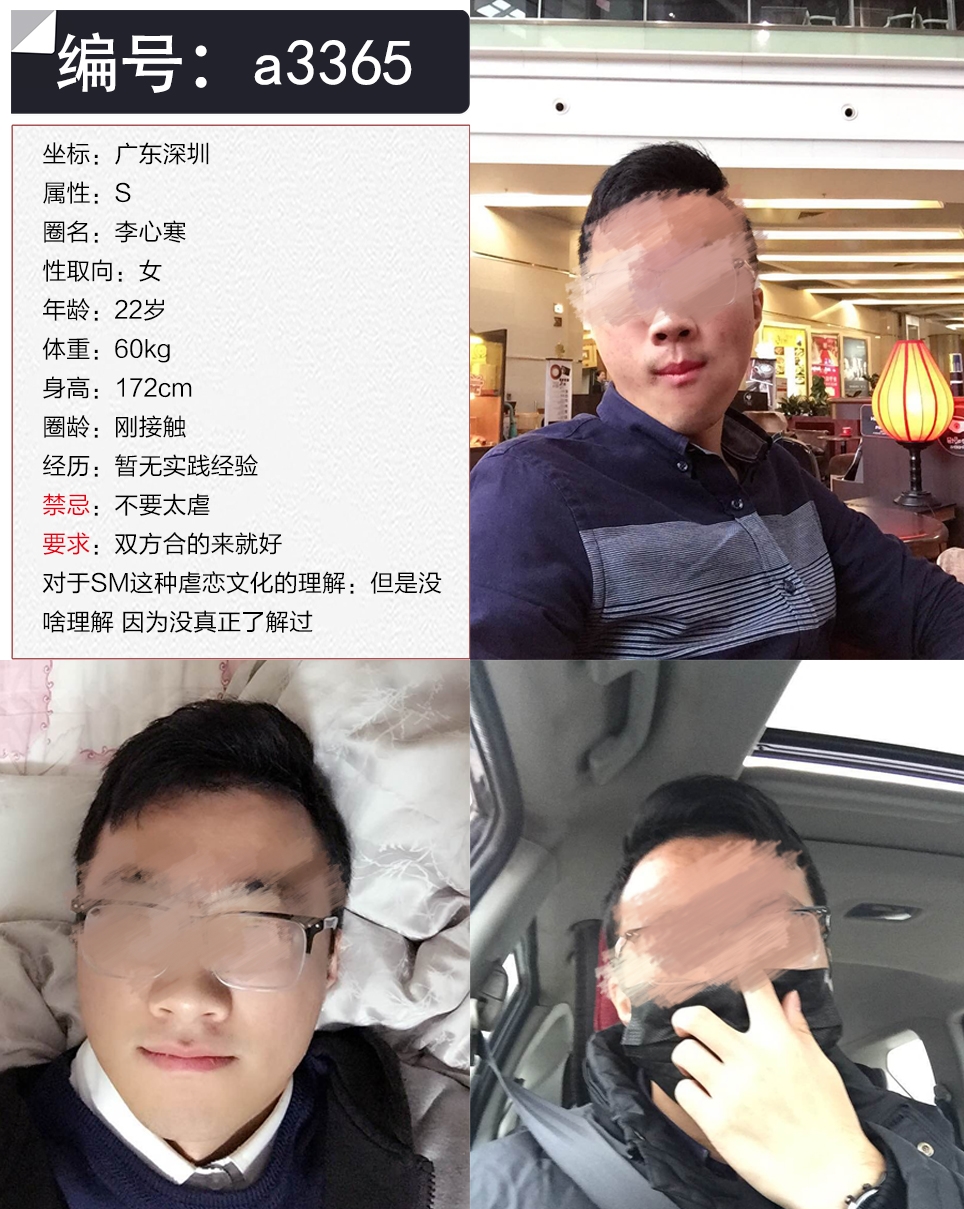 编号：a3365
坐标：广东深圳
属性：S
圈名：李心寒
性取向：女
年龄：22岁
体重：60kg
身高：172cm
圈龄：刚接触
经历：暂无实践经验
禁忌：不要太虐
要求：双方合的来就好
对于SM这种虐恋文化的理解：但是没
啥理解 因为没真正了解过